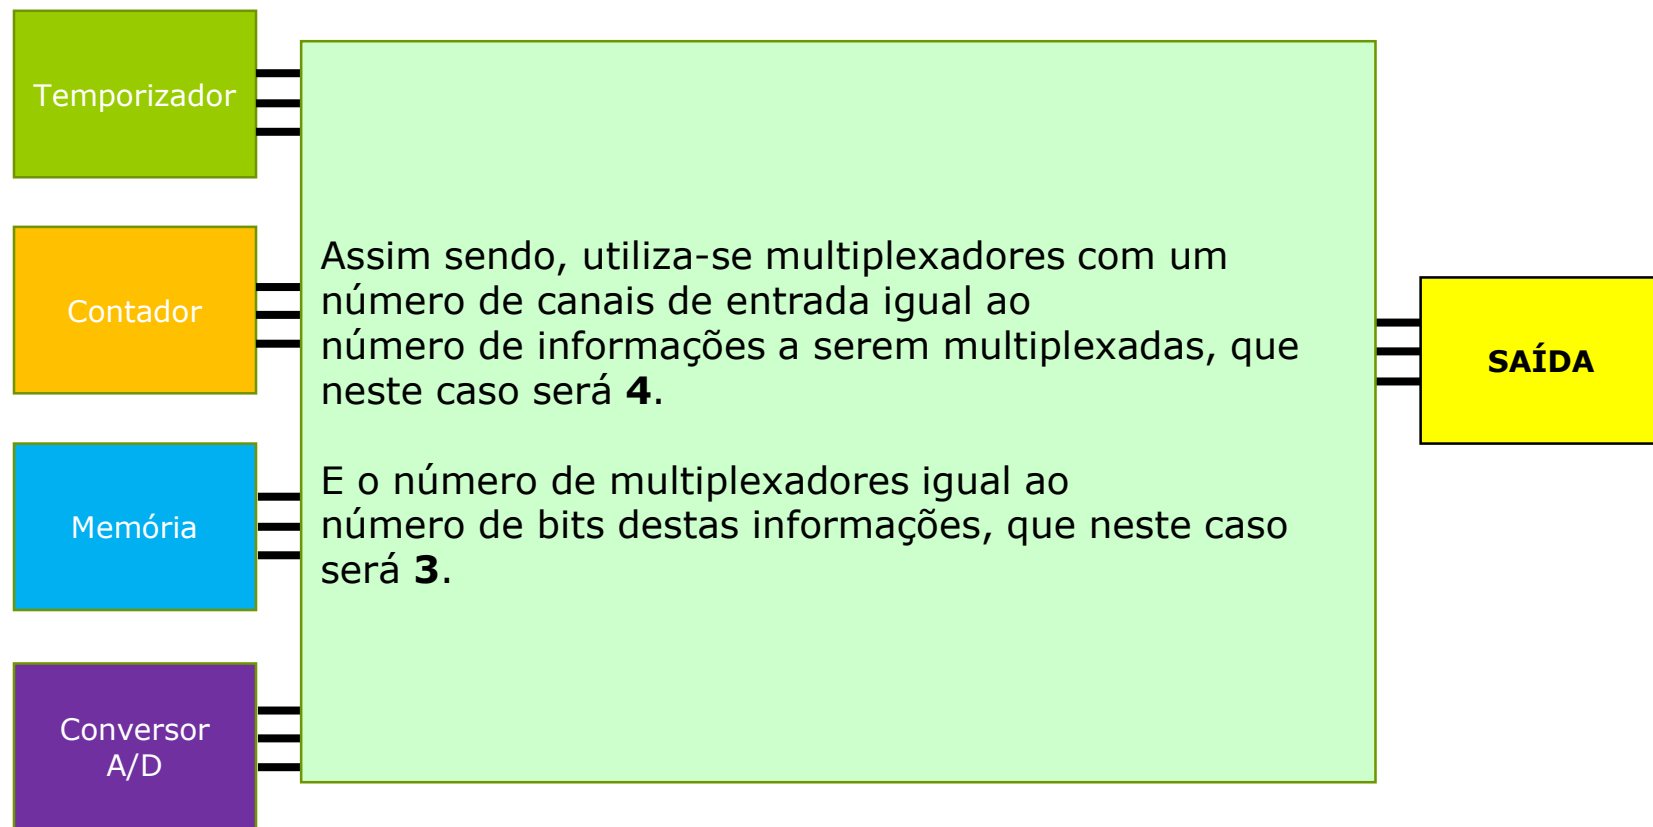 Temporizador
Contador
Memória
Conversor
A/D
Assim sendo, utiliza-se multiplexadores com um
número de canais de entrada igual ao
número de informações a serem multiplexadas, que
neste caso será 4.
E o número de multiplexadores igual ao
número de bits destas informações, que neste caso
será 3.
SAÍDA